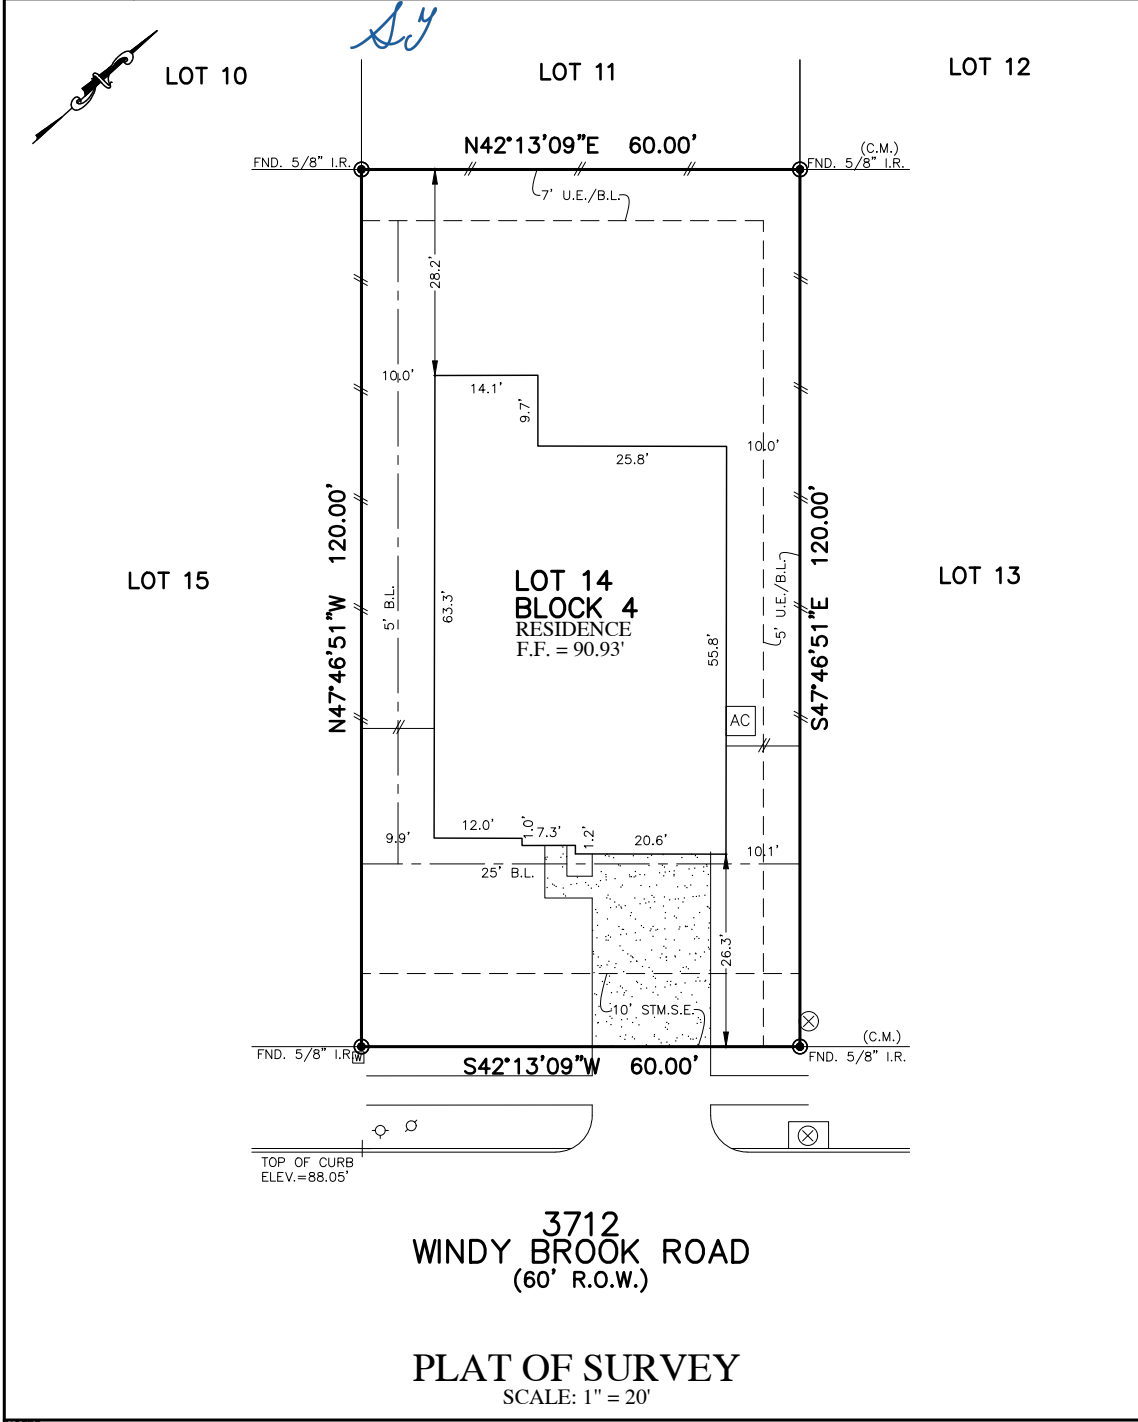 SY
LOT 10
LOT 11
LOT 12
N42°13'09"E 60.00'
(C.M.)
FND. 5/8" I.R.
FND. 5/8" I.R.
7' U.E./B.L.
28.2'
10.0'
14.1'
9.7'
25.8'
10.0'
N47°46'51"W 120.00'
S47°46'51"E 120.00'
LOT 15
LOT 13
5' B.L.
63.3'
LOT 14
BLOCK 4
RESIDENCE
F.F. = 90.93'
55.8'
5' U.E./B.L.
AC
12.0'
1.0'
7.3'
1.2'
20.6'
9.9'
10.1'
25' B.L.
26.3'
10' STM.S.E.
(C.M.)
FND. 5/8" I.R.
W
S42°13'09"W 60.00'
FND. 5/8" I.R.
TOP OF CURB
ELEV.=88.05'
3712
WINDY BROOK ROAD
(60' R.O.W.)
PLAT OF SURVEY
SCALE: 1" = 20'